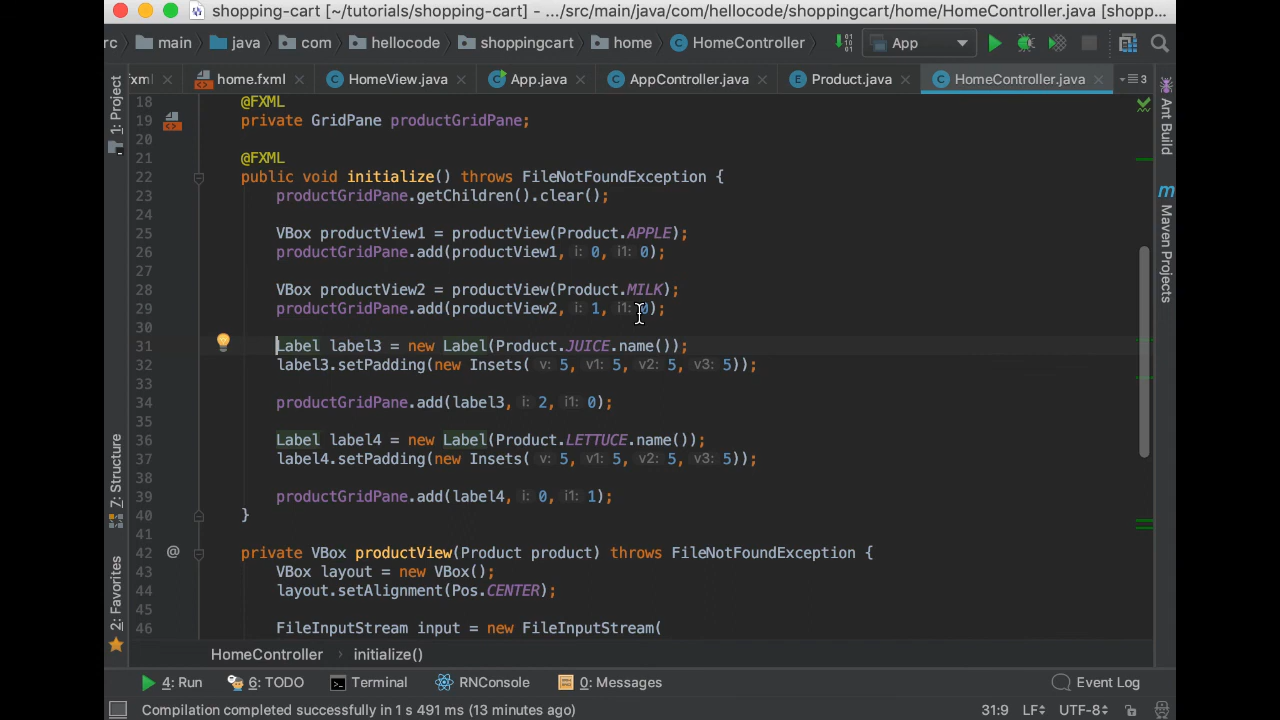 shopping-cart [~/tutorials/shopping-cart] - .../src/main/java/com/hellocode/shoppingcart/home/HomeController.java [shopp...
rc main java com hellocode shoppingcart home HomeController App
.fxml home.fxml HomeView.java App.java AppController.java Product.java HomeController.java 3
1: Project
7: Structure
2: Favorites
18 @FXML
19 private GridPane productGridPane;
20
21 @FXML
22 public void initialize() throws FileNotFoundException {
23 productGridPane.getChildren().clear();
24
25 VBox productView1 = productView(Product.APPLE);
26 productGridPane.add(productView1, i: 0, i1: 0);
27
28 VBox productView2 = productView(Product.MILK);
29 productGridPane.add(productView2, i: 1, i1: 0);
30
31 Label label3 = new Label(Product.JUICE.name());
32 label3.setPadding(new Insets( v: 5, v1: 5, v2: 5, v3: 5));
33
34 productGridPane.add(label3, i: 2, i1: 0);
35
36 Label label4 = new Label(Product.LETTUCE.name());
37 label4.setPadding(new Insets( v: 5, v1: 5, v2: 5, v3: 5));
38
39 productGridPane.add(label4, i: 0, i1: 1);
40 }
41
42 @ private VBox productView(Product product) throws FileNotFoundException {
43 VBox layout = new VBox();
44 layout.setAlignment(Pos.CENTER);
45
46 FileInputStream input = new FileInputStream(
Ant Build
m Maven Projects
HomeController › initialize()
4: Run 6: TODO Terminal RNConsole 0: Messages Event Log
Compilation completed successfully in 1 s 491 ms (13 minutes ago) 31:9 LF UTF-8